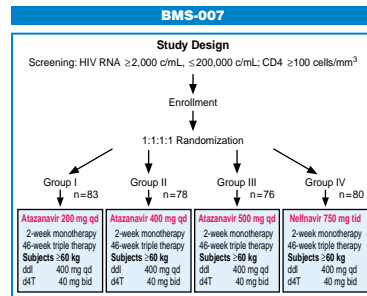 BMS-007
Study Design
Screening: HIV RNA ≥2,000 c/mL, ≤200,000 c/mL; CD4 ≥100 cells/mm³
Enrollment
1:1:1:1 Randomization
Group I
n=83
Group II
n=78
Group III
n=76
Group IV
n=80
Atazanavir 200 mg qd
2-week monotherapy
46-week triple therapy
Subjects ≥60 kg
ddI 400 mg qd
d4T 40 mg bid
Atazanavir 400 mg qd
2-week monotherapy
46-week triple therapy
Subjects ≥60 kg
ddI 400 mg qd
d4T 40 mg bid
Atazanavir 500 mg qd
2-week monotherapy
46-week triple therapy
Subjects ≥60 kg
ddI 400 mg qd
d4T 40 mg bid
Nelfinavir 750 mg tid
2-week monotherapy
46-week triple therapy
Subjects ≥60 kg
ddI 400 mg qd
d4T 40 mg bid